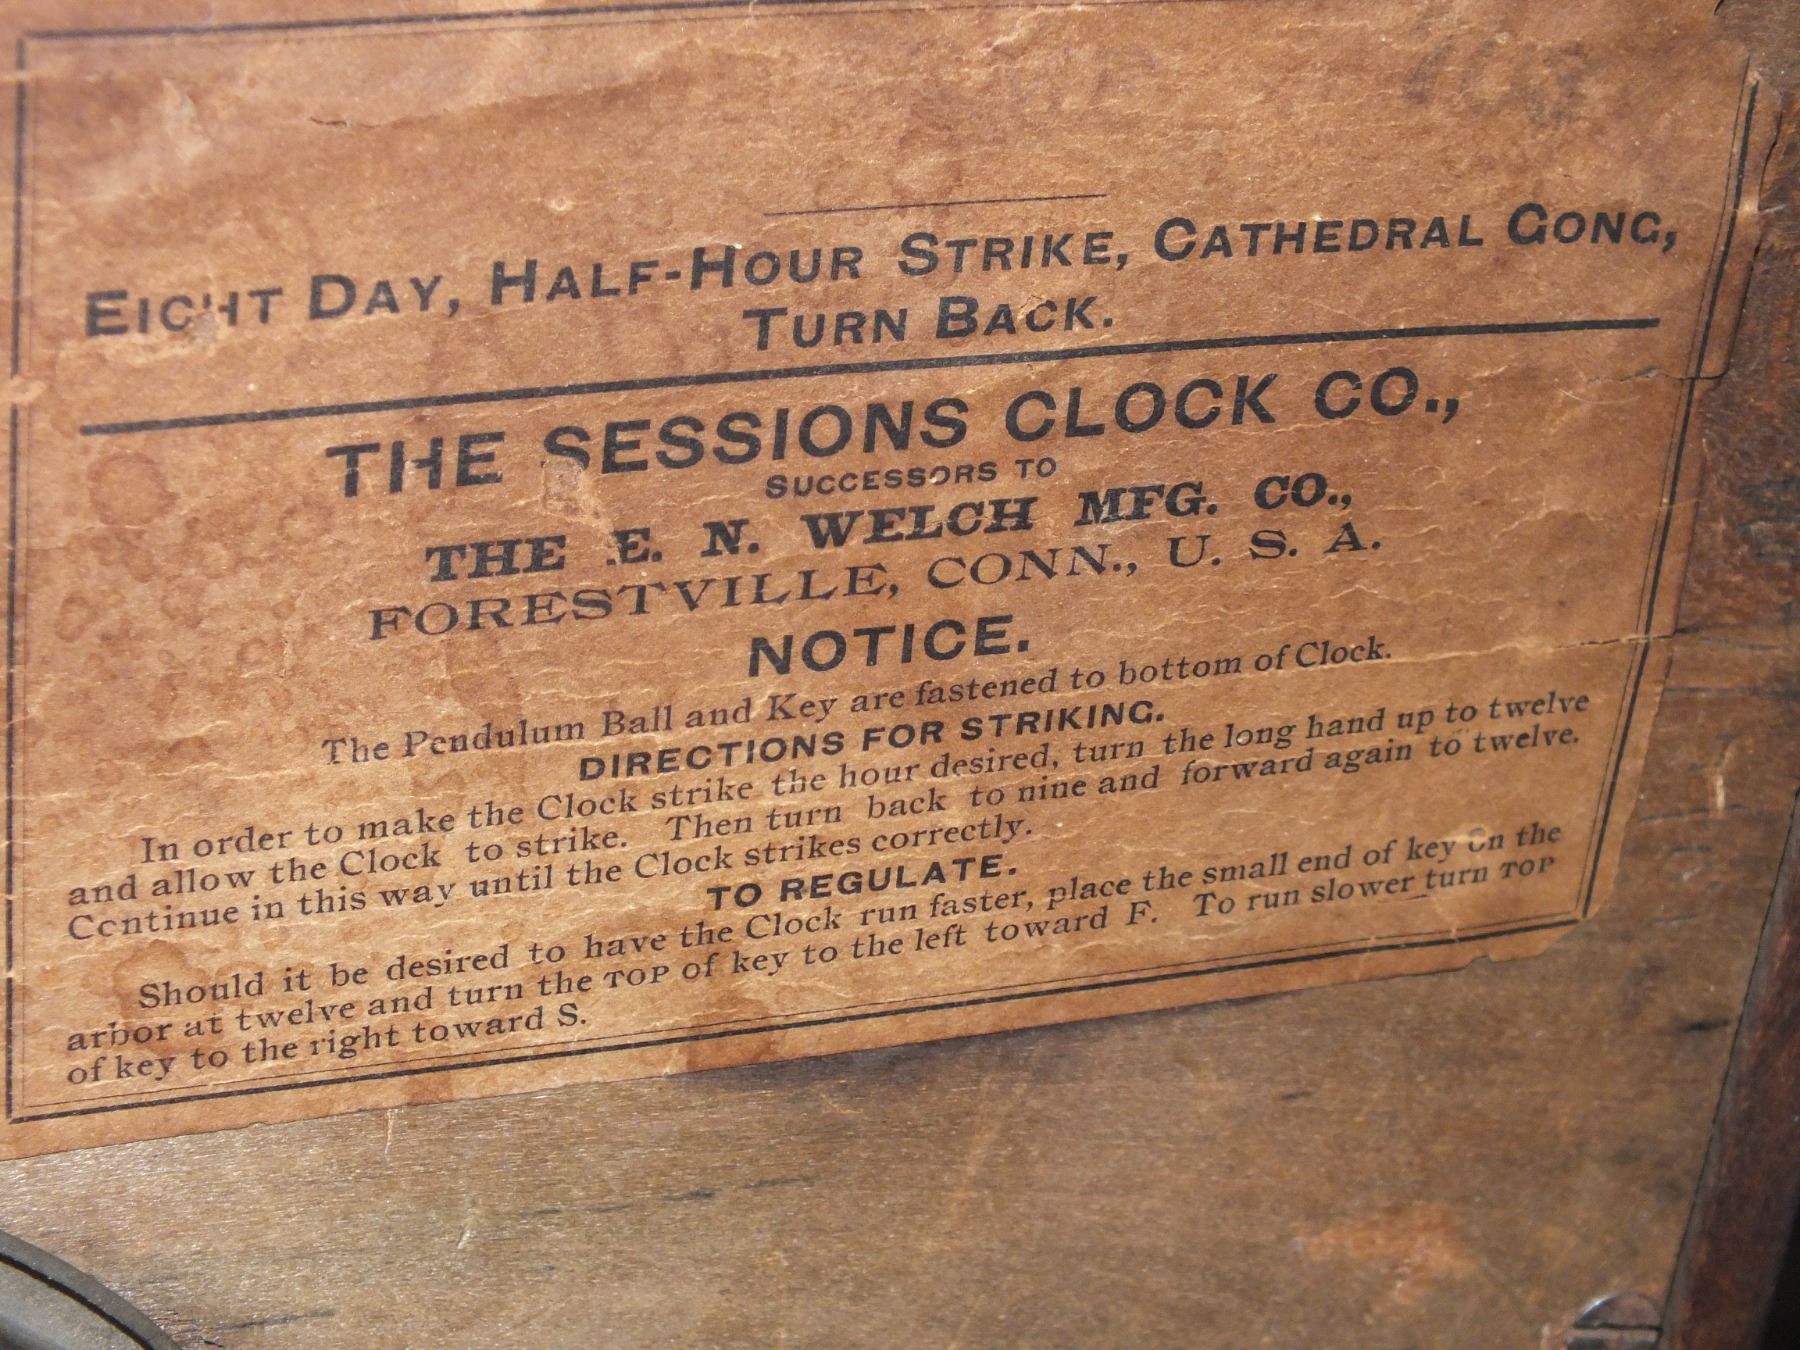 EIGHT DAY, HALF-HOUR STRIKE, CATHEDRAL GONG,
TURN BACK.
THE SESSIONS CLOCK CO.,
SUCCESSORS TO
THE E. N. WELCH MFG. CO.,
FORESTVILLE, CONN., U. S. A.
NOTICE.
The Pendulum Ball and Key are fastened to bottom of Clock.
DIRECTIONS FOR STRIKING.
In order to make the Clock strike the hour desired, turn the long hand up to twelve
and allow the Clock to strike. Then turn back to nine and forward again to twelve.
Continue in this way until the Clock strikes correctly.
TO REGULATE.
Should it be desired to have the Clock run faster, place the small end of key on the
arbor at twelve and turn the TOP of key to the left toward F. To run slower turn TOP
of key to the right toward S.